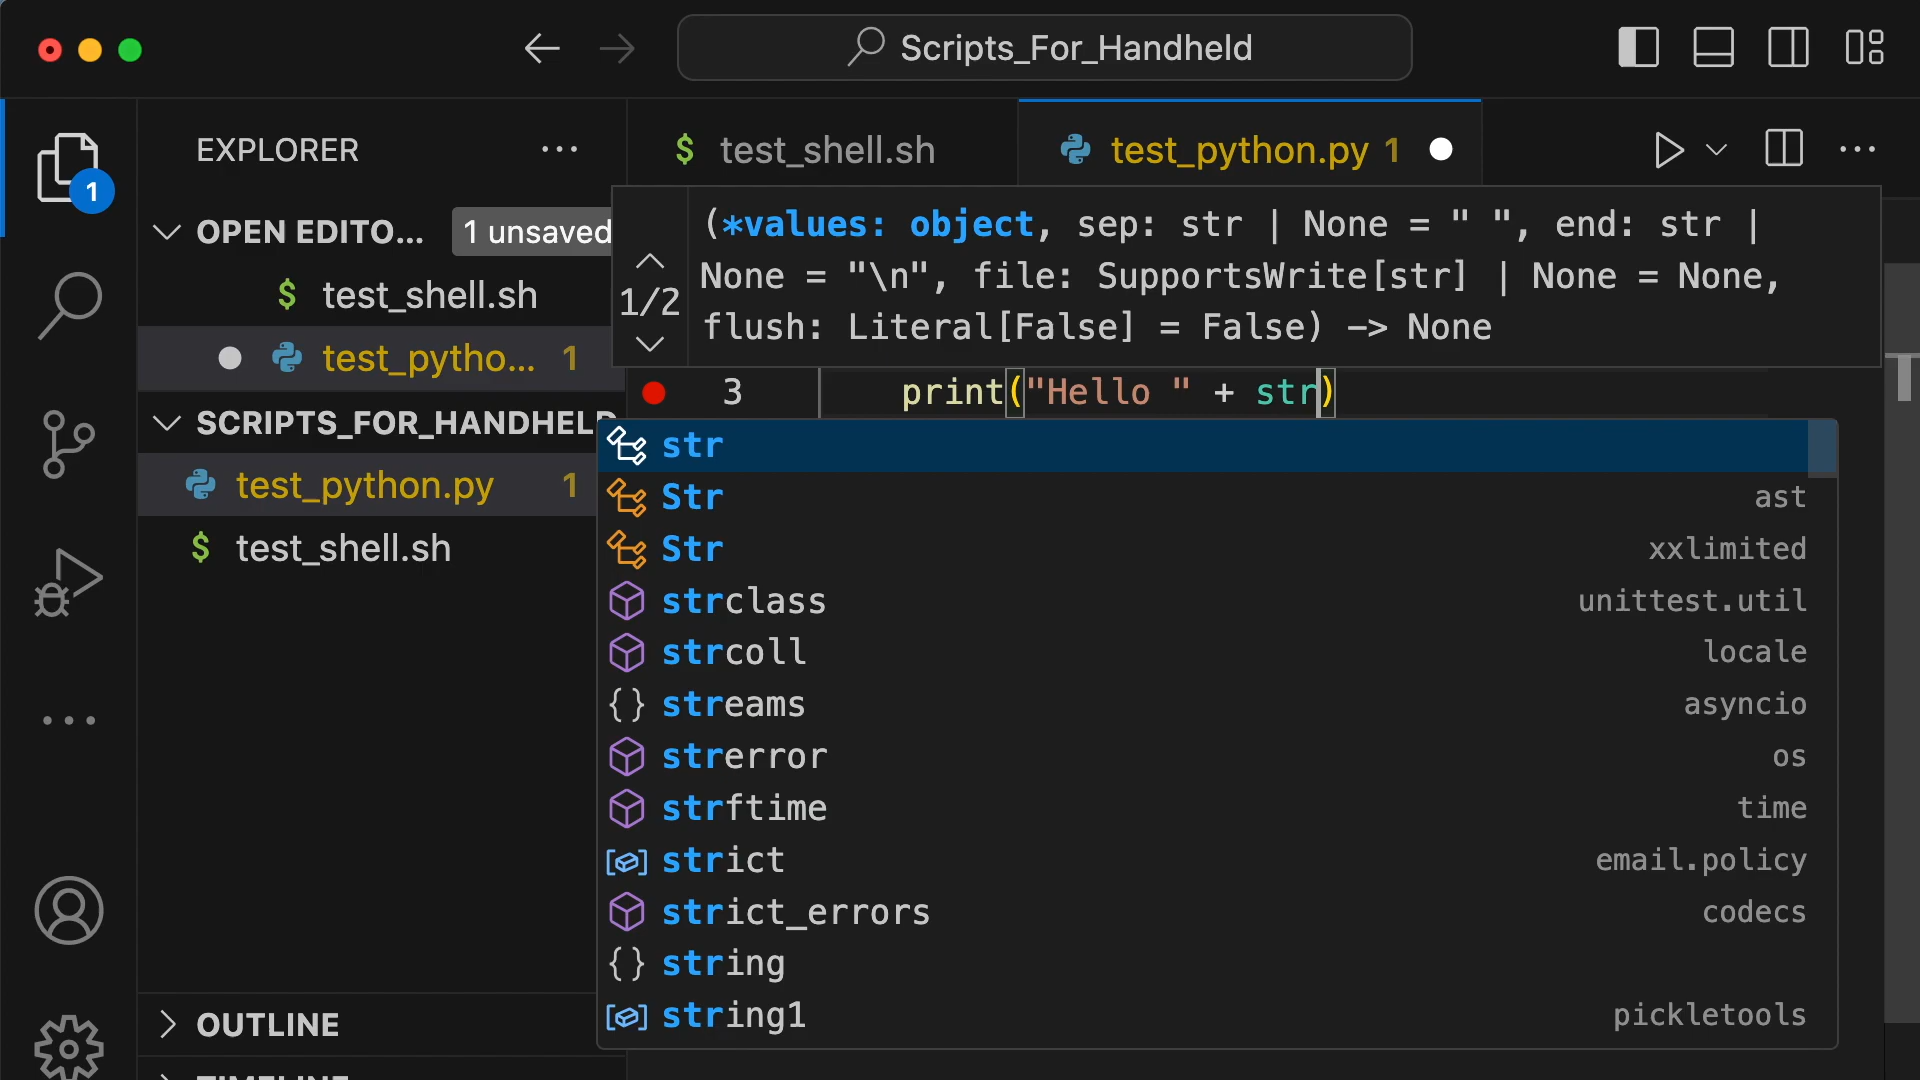 Scripts_For_Handheld
1
EXPLORER
OPEN EDITO... 1 unsaved
$ test_shell.sh
test_pytho... 1
SCRIPTS_FOR_HANDHEL
test_python.py 1
$ test_shell.sh
OUTLINE
TIMELINE
$ test_shell.sh
test_python.py 1
1/2
(*values: object, sep: str | None = " ", end: str |
None = "\n", file: SupportsWrite[str] | None = None,
flush: Literal[False] = False) -> None
3 print("Hello " + str)
str
Str ast
Str xxlimited
strclass unittest.util
strcoll locale
{} streams asyncio
strerror os
strftime time
strict email.policy
strict_errors codecs
{} string
string1 pickletools